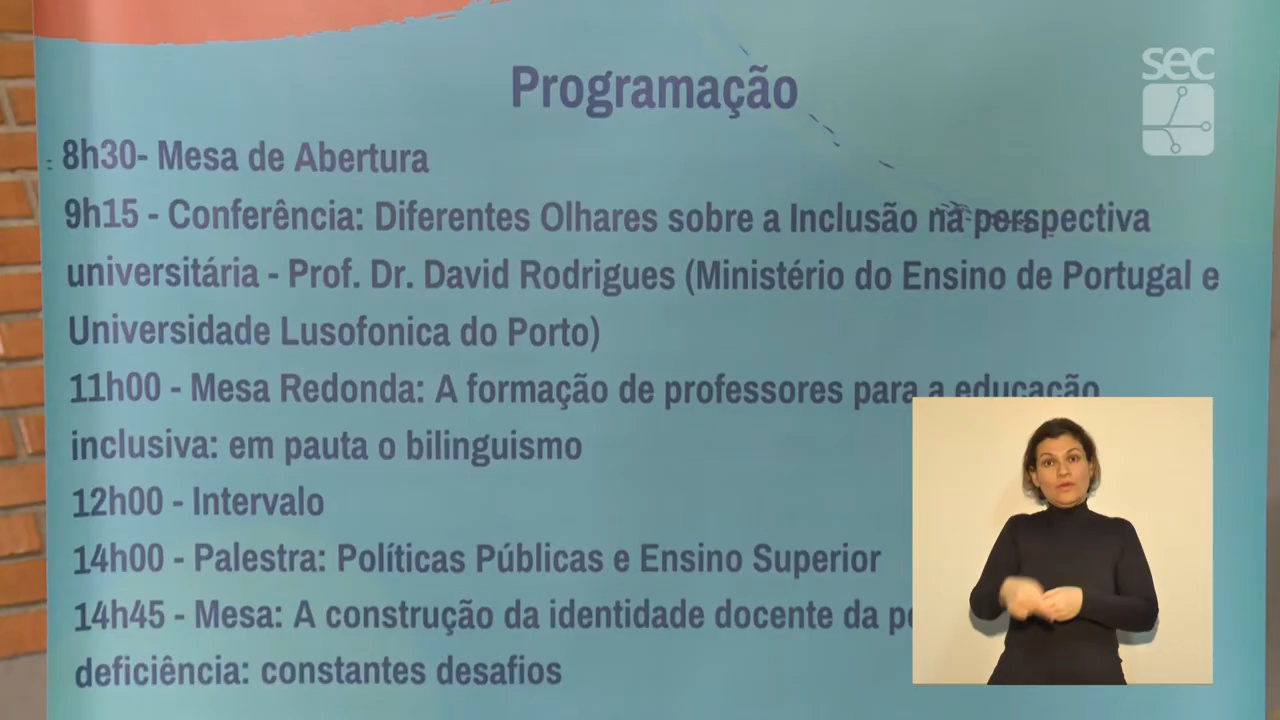 sec
Programação
8h30- Mesa de Abertura
9h15 - Conferência: Diferentes Olhares sobre a Inclusão na perspectiva
universitária - Prof. Dr. David Rodrigues (Ministério do Ensino de Portugal e
Universidade Lusofonica do Porto)
11h00 - Mesa Redonda: A formação de professores para a educação
inclusiva: em pauta o bilinguismo
12h00 - Intervalo
14h00 - Palestra: Políticas Públicas e Ensino Superior
14h45 - Mesa: A construção da identidade docente da
deficiência: constantes desafios